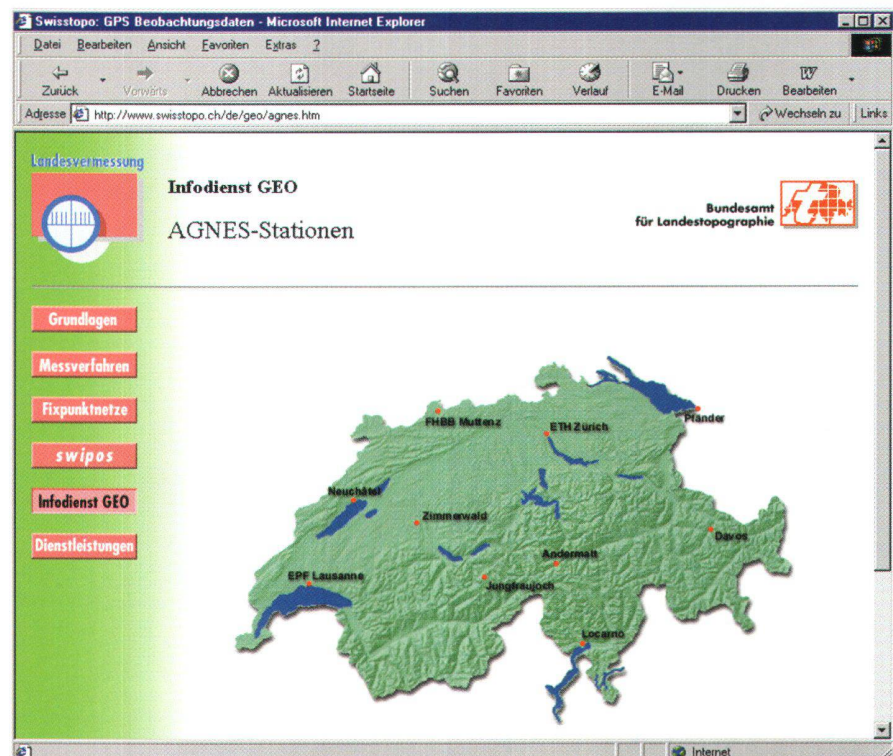 Swisstopo: GPS Beobachtungsdaten - Microsoft Internet Explorer
Datei Bearbeiten Ansicht Favoriten Extras ?
Zurück Vorwärts Abbrechen Aktualisieren Startseite Suchen Favoriten Verlauf E-Mail Drucken Bearbeiten
Adresse http://www.swisstopo.ch/de/geo/agnes.htm Wechseln zu Links
Landesvermessung
Infodienst GEO
AGNES-Stationen
Bundesamt
für Landestopographie
Grundlagen
Messverfahren
Fixpunktnetze
swipos
Infodienst GEO
Dienstleistungen
FHBB Muttenz
ETH Zürich
Pfänder
Neuchâtel
Zimmerwald
Davos
Andermatt
EPF Lausanne
Jungfraujoch
Locarno
Internet